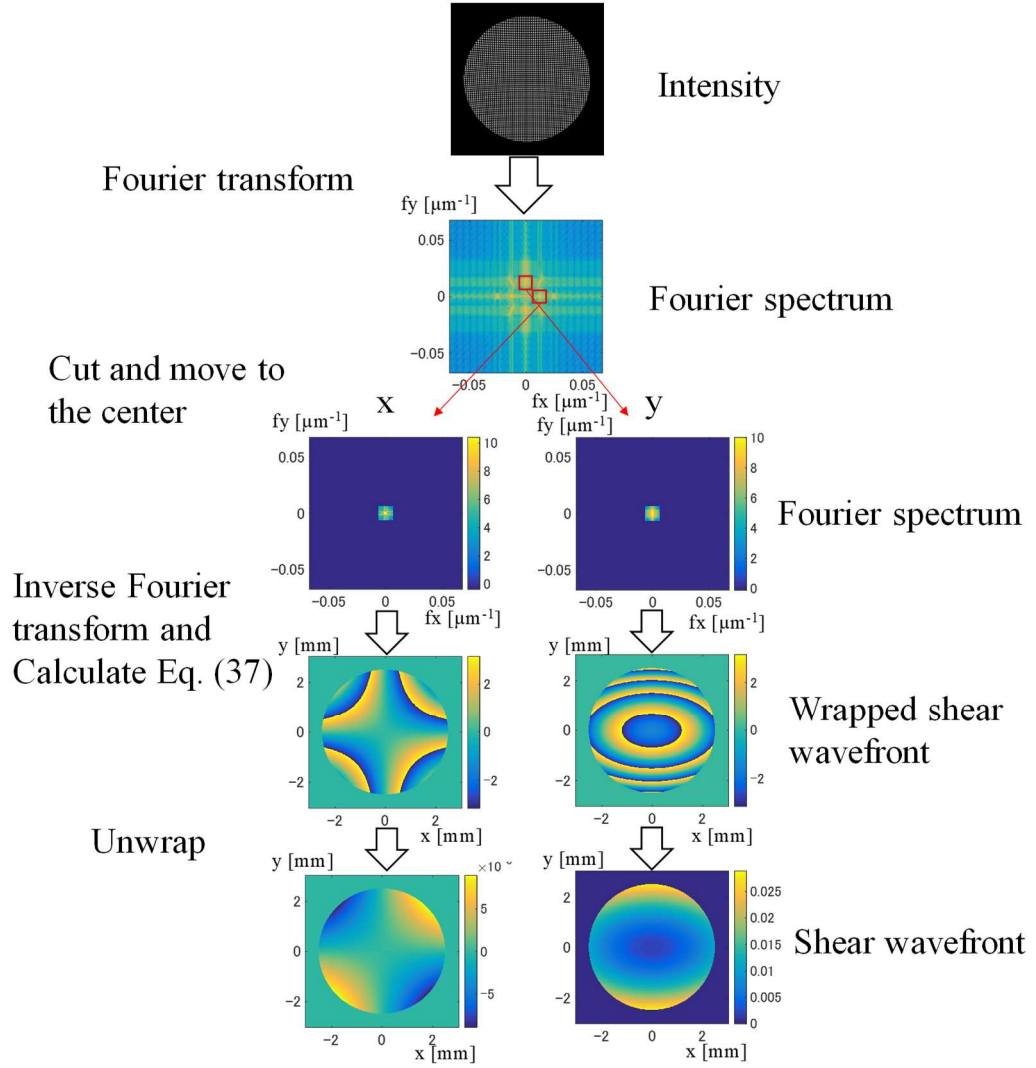 Intensity
Fourier transform
fy [µm-1]
0.05
0
−0.05
−0.05 0 0.05
fx [µm-1]
Fourier spectrum
Cut and move to
the center
x
y
fy [µm-1]
0.05
0
−0.05
−0.05 0 0.05
fx [µm-1]
10
8
6
4
2
0
fy [µm-1]
0.05
0
−0.05
−0.05 0 0.05
fx [µm-1]
10
8
6
4
2
0
Fourier spectrum
Inverse Fourier
transform and
Calculate Eq. (37)
y [mm]
2
0
−2
−2 0 2
x [mm]
2
0
−2
y [mm]
2
0
−2
−2 0 2
x [mm]
2
0
−2
Wrapped shear
wavefront
Unwrap
y [mm]
2
0
−2
−2 0 2
x [mm]
×10
5
0
−5
y [mm]
2
0
−2
−2 0 2
x [mm]
0.025
0.02
0.015
0.01
0.005
0
Shear wavefront